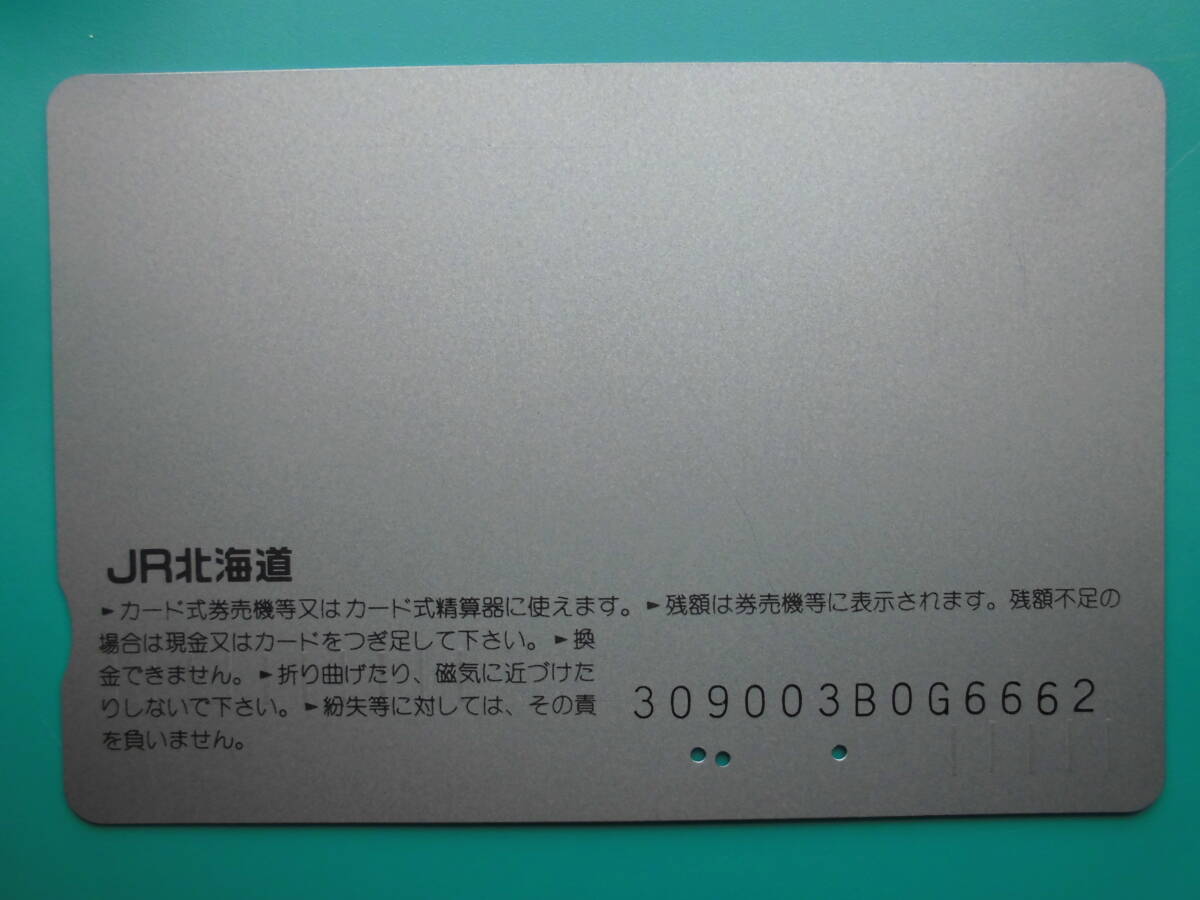 JR北海道
►カード式券売機等又はカード式精算器に使えます。►残額は券売機等に表示されます。残額不足の
場合は現金又はカードをつぎ足して下さい。►換
金できません。►折り曲げたり、磁気に近づけた
りしないで下さい。►紛失等に対しては、その責
を負いません。
309003B0G6662